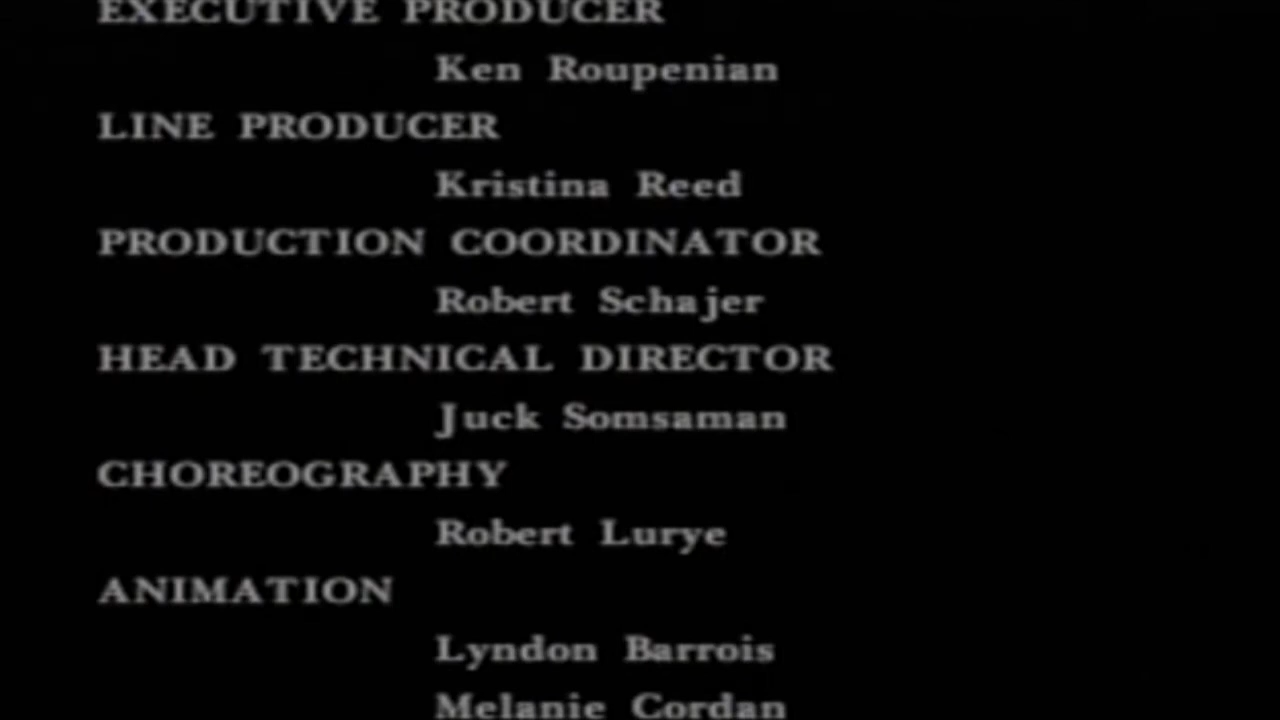 EXECUTIVE PRODUCER
Ken Roupenian
LINE PRODUCER
Kristina Reed
PRODUCTION COORDINATOR
Robert Schajer
HEAD TECHNICAL DIRECTOR
Juck Somsaman
CHOREOGRAPHY
Robert Lurye
ANIMATION
Lyndon Barrois
Melanie Cordan